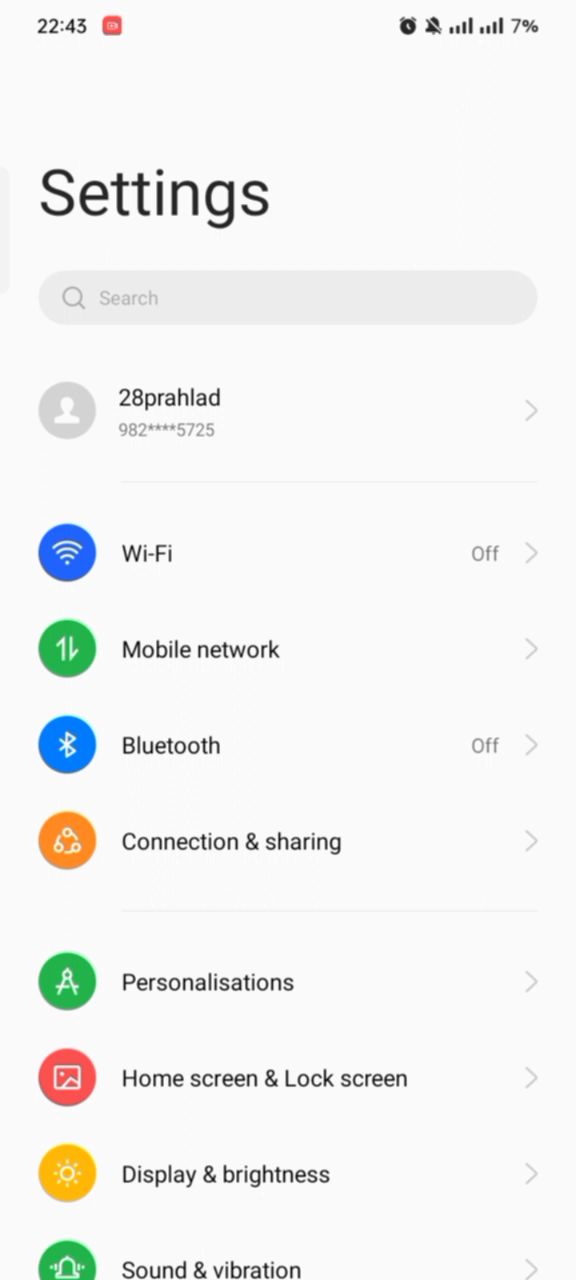 22:43 7%
Settings
Search
28prahlad
982****5725
Wi-Fi Off
Mobile network
Bluetooth Off
Connection & sharing
Personalisations
Home screen & Lock screen
Display & brightness
Sound & vibration